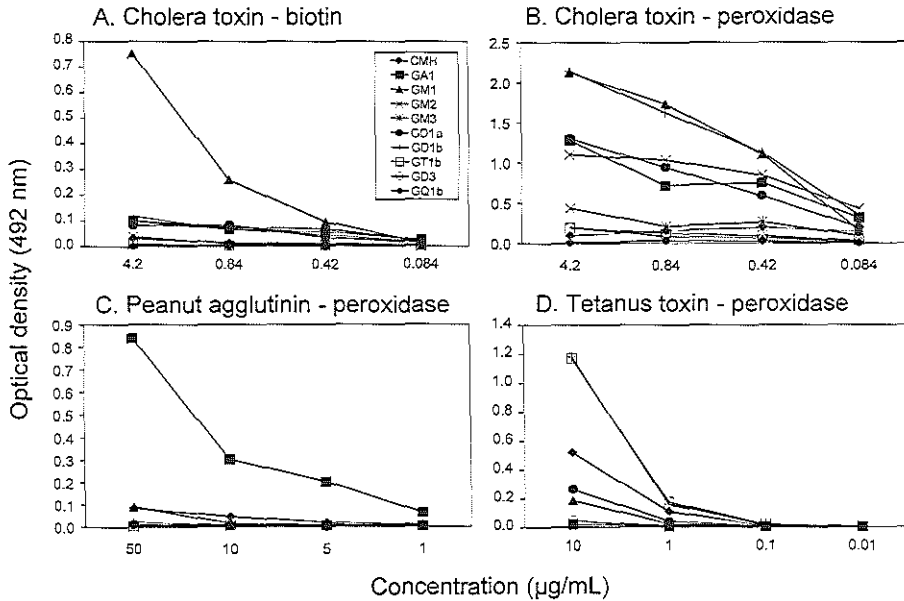 A. Cholera toxin - biotin
0.8
0.7
0.6
0.5
0.4
0.3
0.2
0.1
0.0
4.2 0.84 0.42 0.084
CMH
GA1
GM1
GM2
GM3
GD1a
GD1b
GT1b
GD3
GQ1b
B. Cholera toxin - peroxidase
2.5
2.0
1.5
1.0
0.5
0.0
4.2 0.84 0.42 0.084
Optical density (492 nm)
C. Peanut agglutinin - peroxidase
0.9
0.8
0.7
0.6
0.5
0.4
0.3
0.2
0.1
0.0
50 10 5 1
D. Tetanus toxin - peroxidase
1.4
1.2
1.0
0.8
0.6
0.4
0.2
0.0
10 1 0.1 0.01
Concentration (µg/mL)